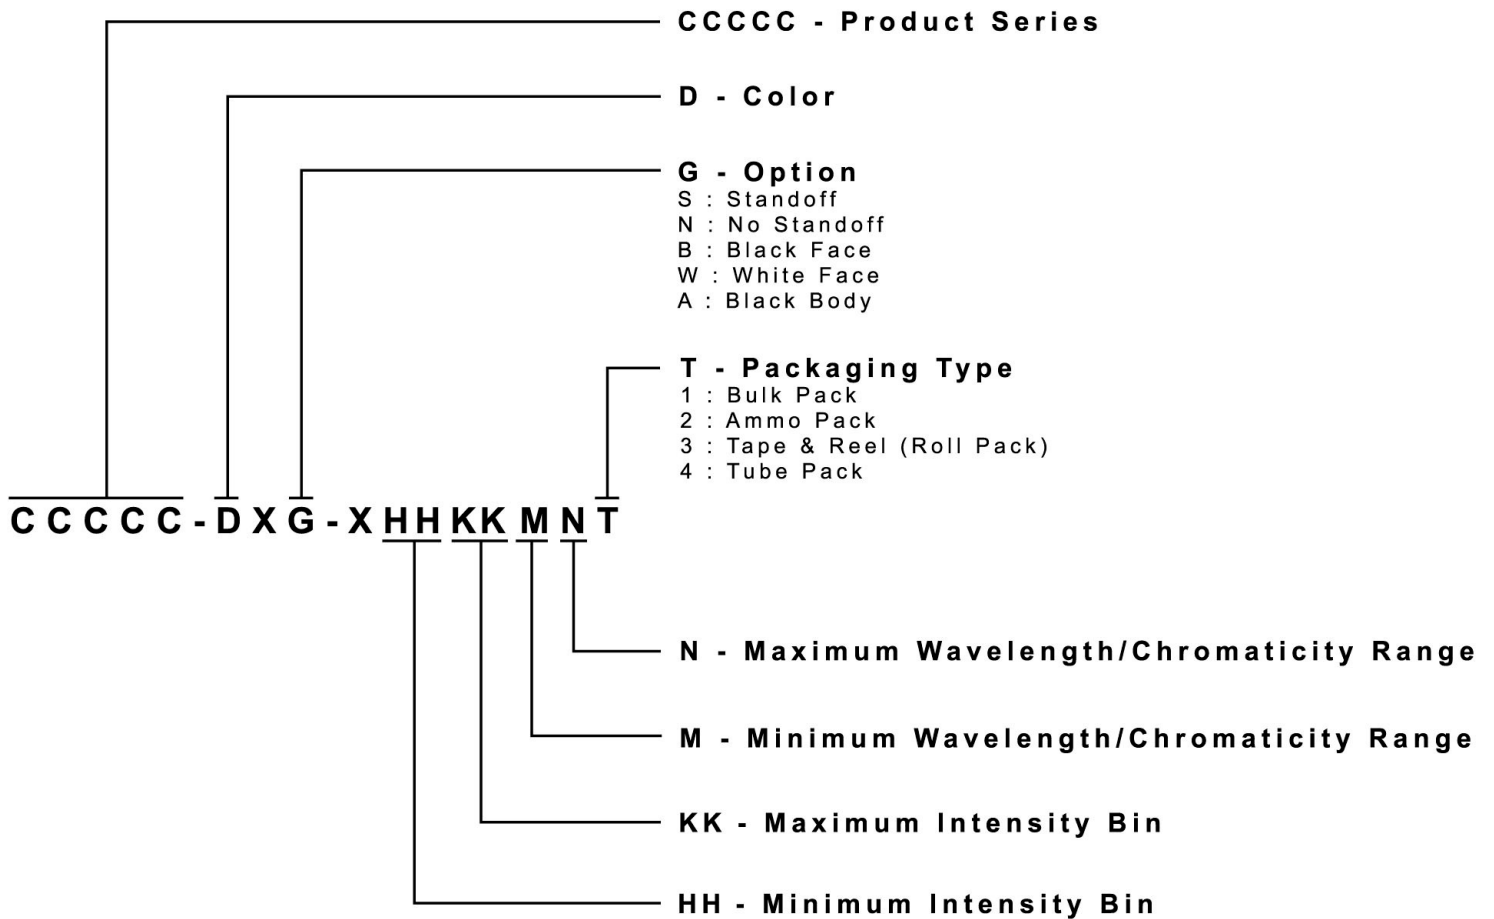 CCCCC - Product Series
D - Color
G - Option
S : Standoff
N : No Standoff
B : Black Face
W : White Face
A : Black Body
T - Packaging Type
1 : Bulk Pack
2 : Ammo Pack
3 : Tape & Reel (Roll Pack)
4 : Tube Pack
CCCCC-DXG-XHHKKMNT
N - Maximum Wavelength/Chromaticity Range
M - Minimum Wavelength/Chromaticity Range
KK - Maximum Intensity Bin
HH - Minimum Intensity Bin